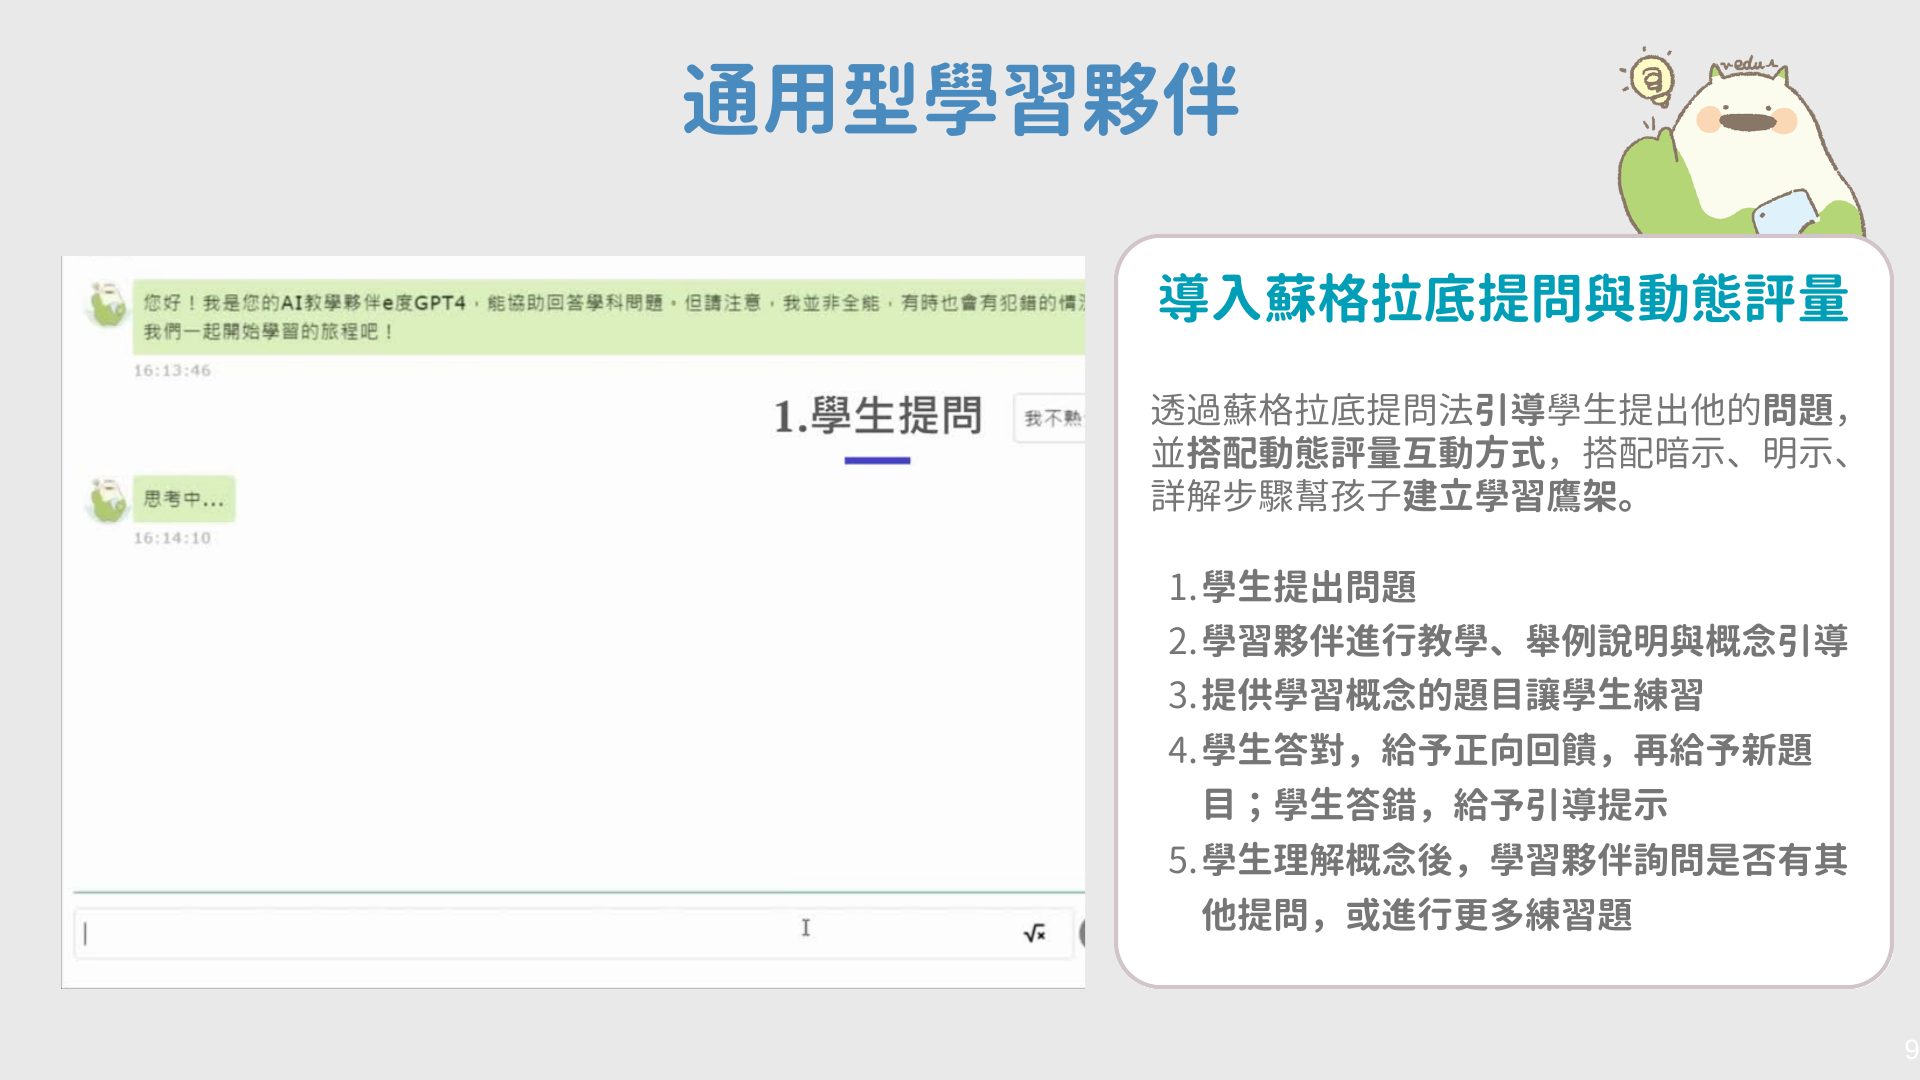 通用型學習夥伴
vedu
您好！我是您的AI教學夥伴e度GPT4，能協助回答學科問題。但請注意，我並非全能，有時也會有犯錯的情況
我們一起開始學習的旅程吧！
16:13:46
1.學生提問
我不熟
思考中...
16:14:10
√x
導入蘇格拉底提問與動態評量
透過蘇格拉底提問法引導學生提出他的問題，
並搭配動態評量互動方式，搭配暗示、明示、
詳解步驟幫孩子建立學習鷹架。
1.學生提出問題
2.學習夥伴進行教學、舉例說明與概念引導
3.提供學習概念的題目讓學生練習
4.學生答對，給予正向回饋，再給予新題
目；學生答錯，給予引導提示
5.學生理解概念後，學習夥伴詢問是否有其
他提問，或進行更多練習題
9